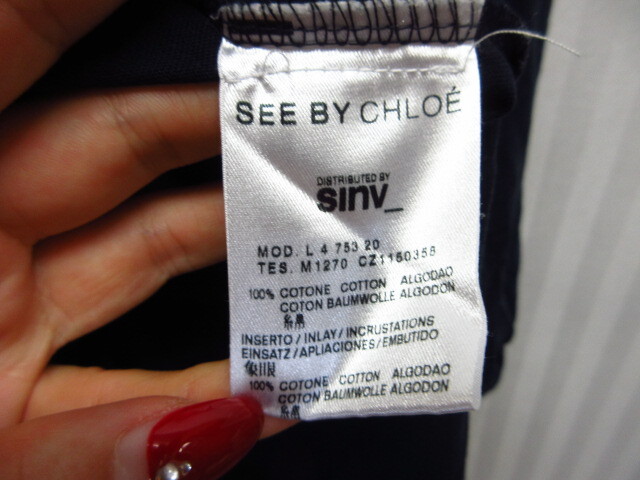 SEE BY CHLOÉ
DISTRIBUTED BY
sinv_
MOD. L 4 753 20
TES. M1270 CZ1150356
100% COTONE COTTON ALGODAO
COTON BAUMWOLLE ALGODON
INSERTO / INLAY / INCRUSTATIONS
EINSATZ / APLIACIONES / EMBUTIDO
100% COTONE COTTON ALGODAO
COTON BAUMWOLLE ALGODON